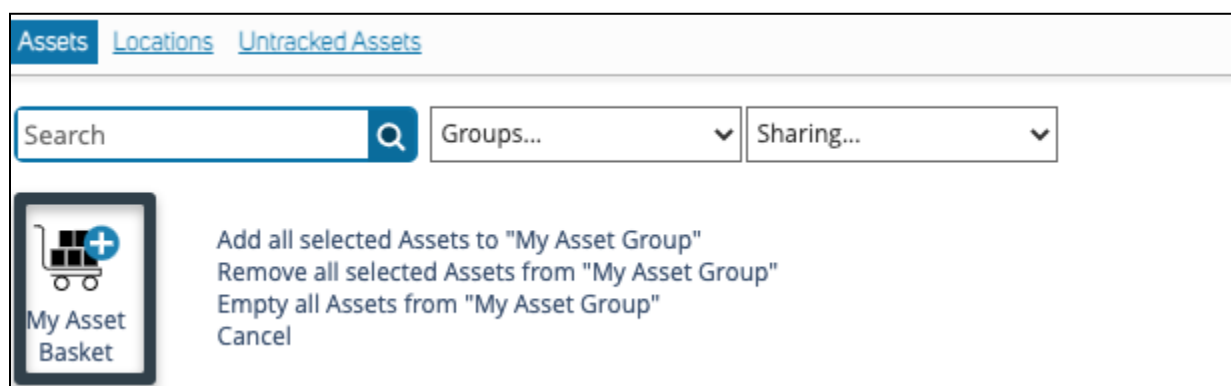 Assets Locations Untracked Assets
Search Groups... Sharing...
Add all selected Assets to "My Asset Group"
Remove all selected Assets from "My Asset Group"
Empty all Assets from "My Asset Group"
Cancel
My Asset
Basket